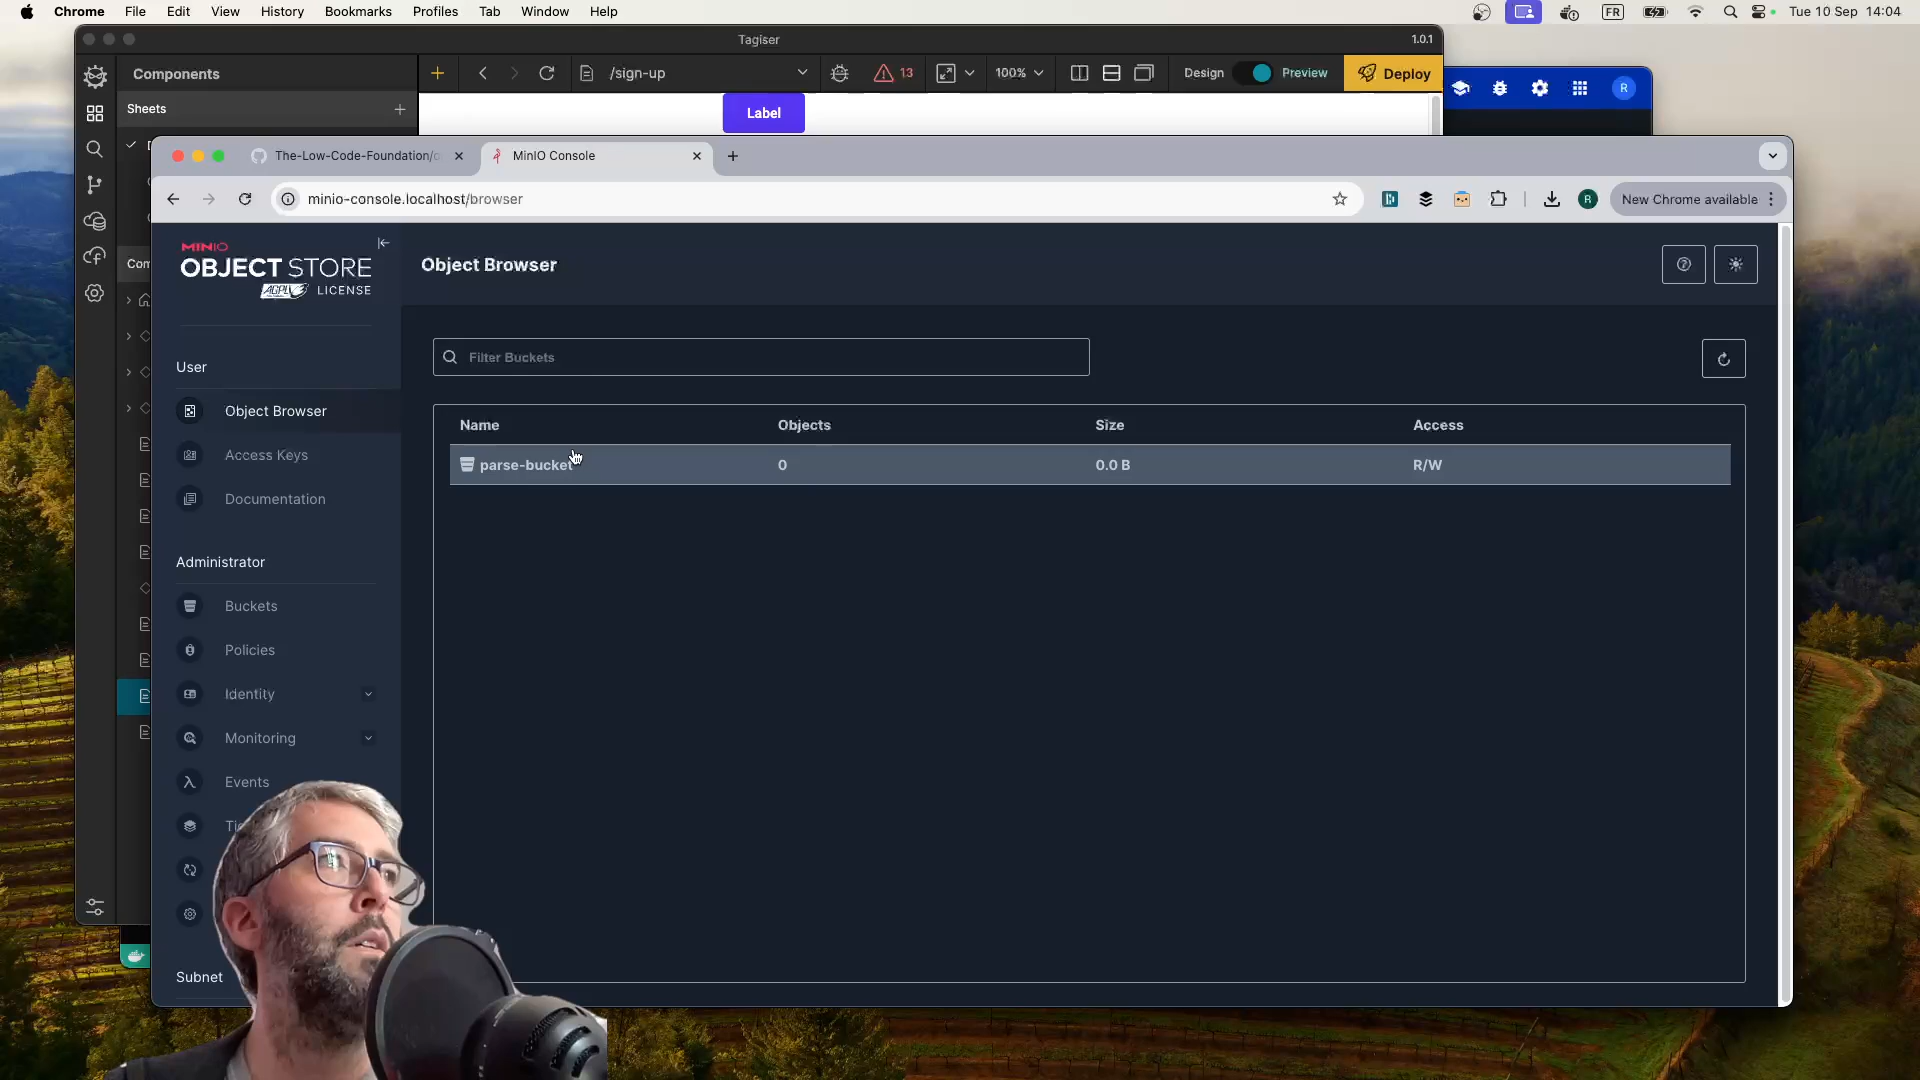 Chrome File Edit View History Bookmarks Profiles Tab Window Help FR Tue 10 Sep 14:04
Tagiser 1.0.1
Components /sign-up 13 100% Design Preview Deploy
Sheets
Label
R
The-Low-Code-Foundation/o MinIO Console
minio-console.localhost/browser R New Chrome available
MINIO
OBJECT STORE
AGPL LICENSE
Object Browser
Com
Filter Buckets
User
Object Browser
Access Keys
Documentation
Name Objects Size Access
parse-bucket 0 0.0 B R/W
Administrator
Buckets
Policies
Identity
Monitoring
Events
Subnet